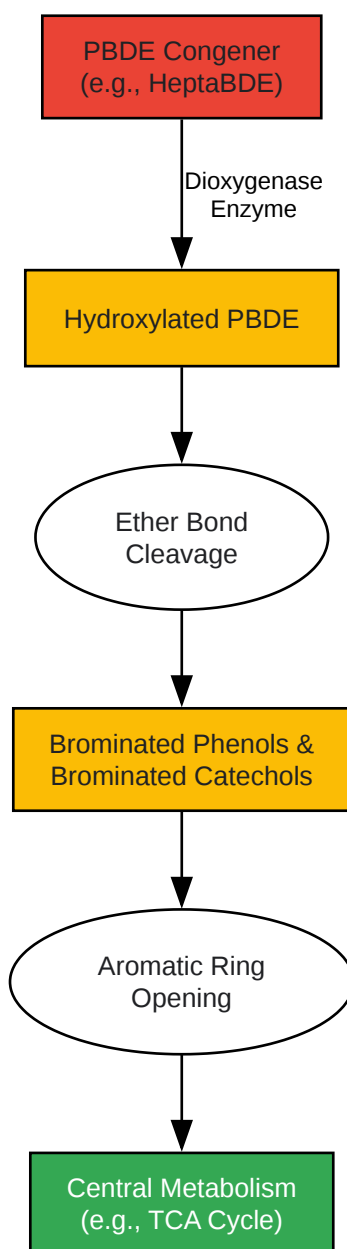 PBDE Congener
(e.g., HeptaBDE)
Dioxygenase
Enzyme
Hydroxylated PBDE
Ether Bond
Cleavage
Brominated Phenols &
Brominated Catechols
Aromatic Ring
Opening
Central Metabolism
(e.g., TCA Cycle)